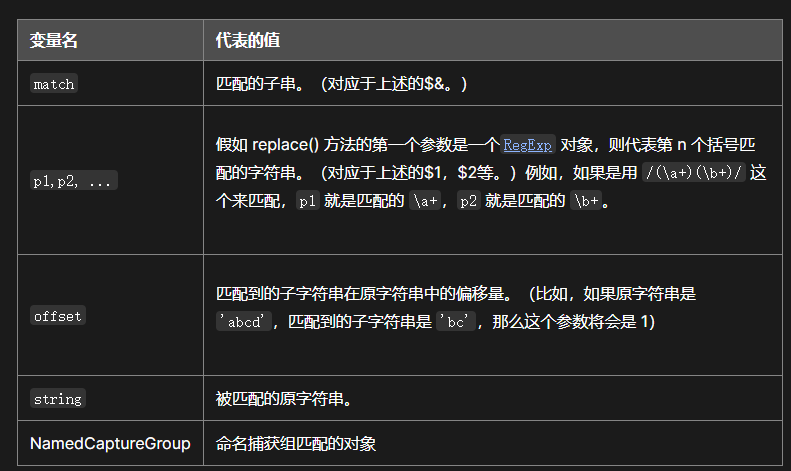 变量名
代表的值
match
匹配的子串。（对应于上述的$&。）
p1,p2, ...
假如 replace() 方法的第一个参数是一个RegExp 对象，则代表第 n 个括号匹
配的字符串。（对应于上述的$1，$2等。）例如，如果是用 /(\a+)(\b+)/ 这
个来匹配，p1 就是匹配的 \a+，p2 就是匹配的 \b+。
offset
匹配到的子字符串在原字符串中的偏移量。（比如，如果原字符串是
'abcd'，匹配到的子字符串是 'bc'，那么这个参数将会是 1）
string
被匹配的原字符串。
NamedCaptureGroup
命名捕获组匹配的对象